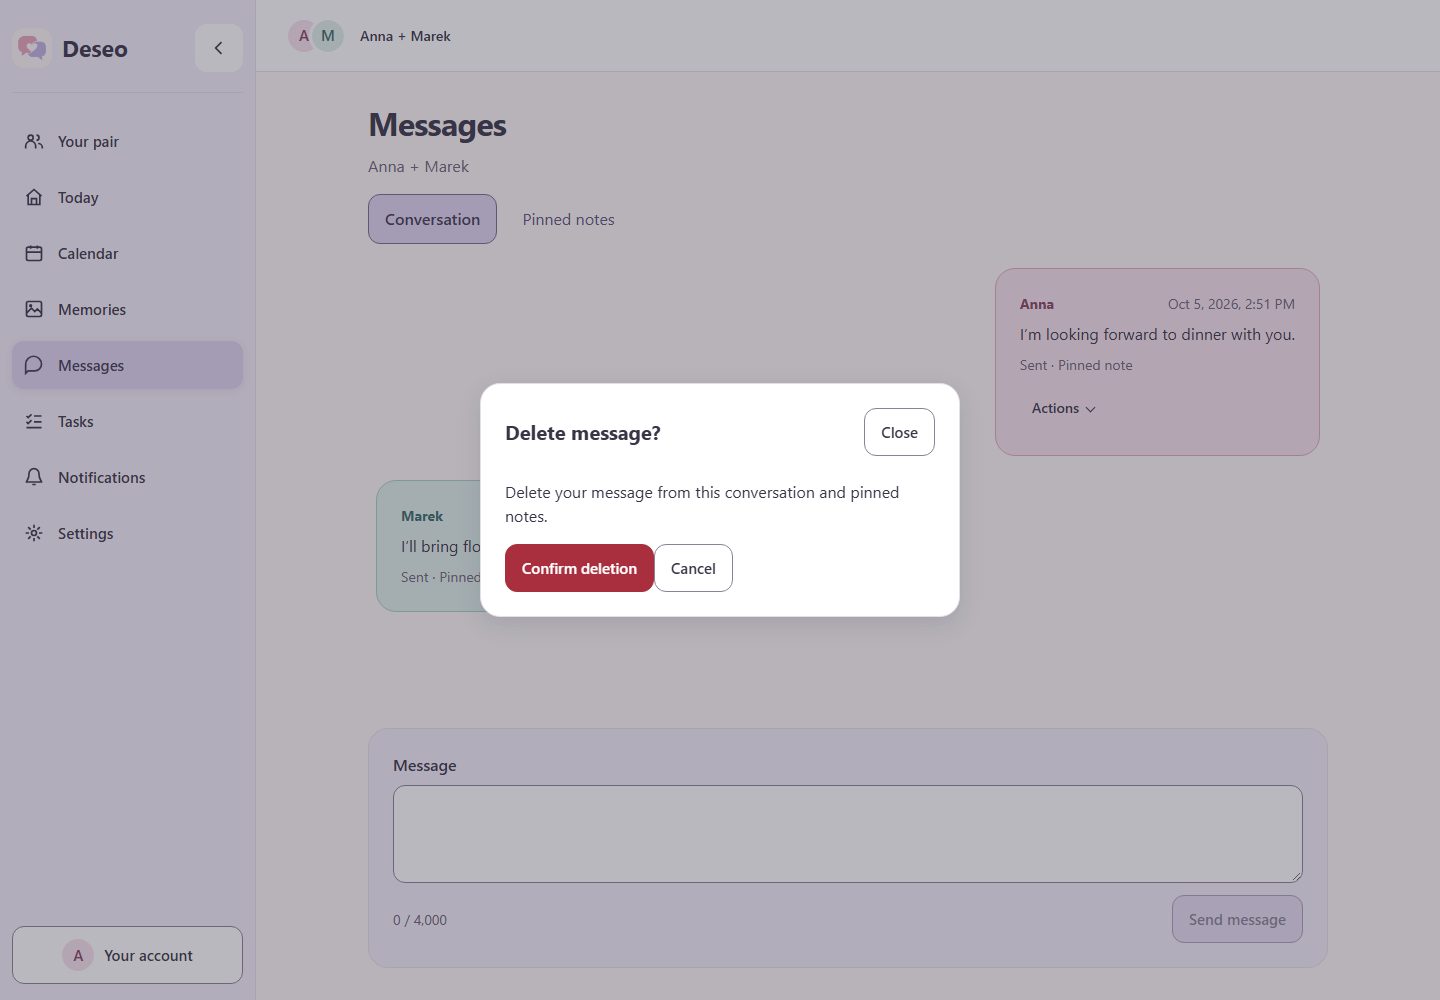 Deseo
Your pair
Today
Calendar
Memories
Messages
Tasks
Notifications
Settings
A Your account
A M Anna + Marek
Messages
Anna + Marek
Conversation Pinned notes
Anna Oct 5, 2026, 2:51 PM
I'm looking forward to dinner with you.
Sent · Pinned note
Actions
Marek
I'll bring flo
Sent · Pinned
Delete message? Close
Delete your message from this conversation and pinned
notes.
Confirm deletion Cancel
Message
0 / 4,000 Send message